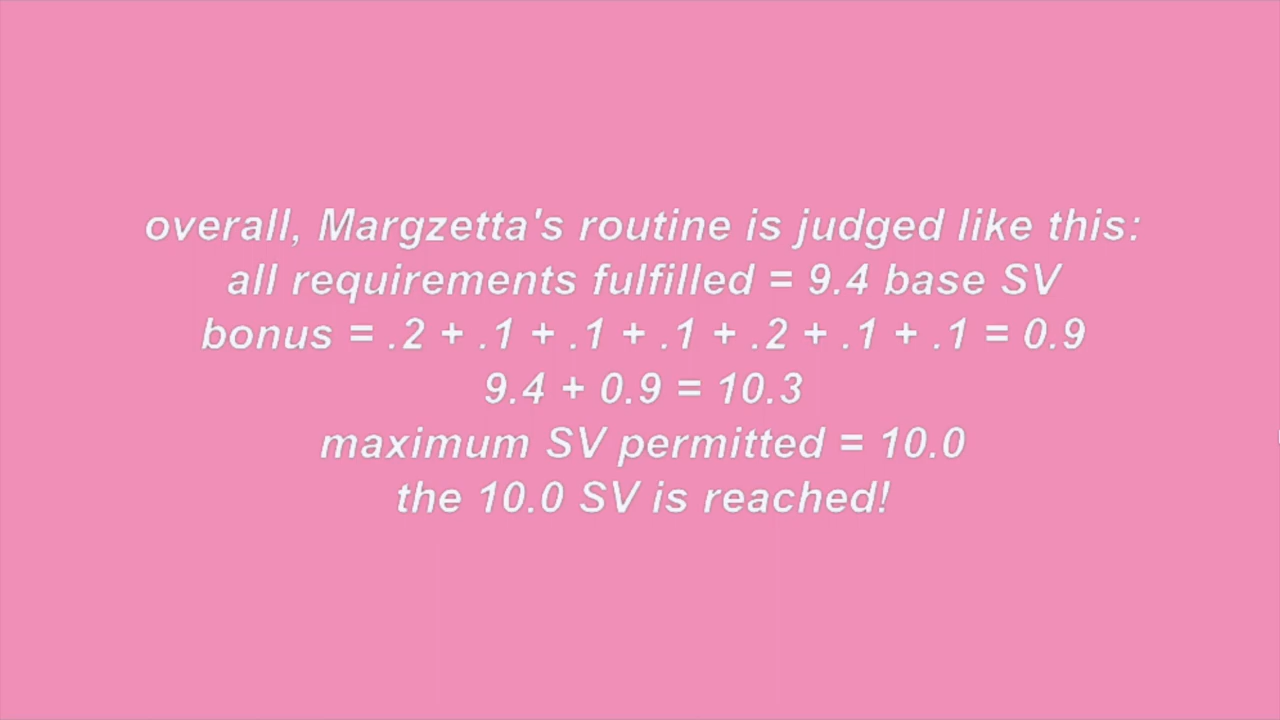 overall, Margzetta's routine is judged like this:
all requirements fulfilled = 9.4 base SV
bonus = .2 + .1 + .1 + .1 + .2 + .1 + .1 = 0.9
9.4 + 0.9 = 10.3
maximum SV permitted = 10.0
the 10.0 SV is reached!